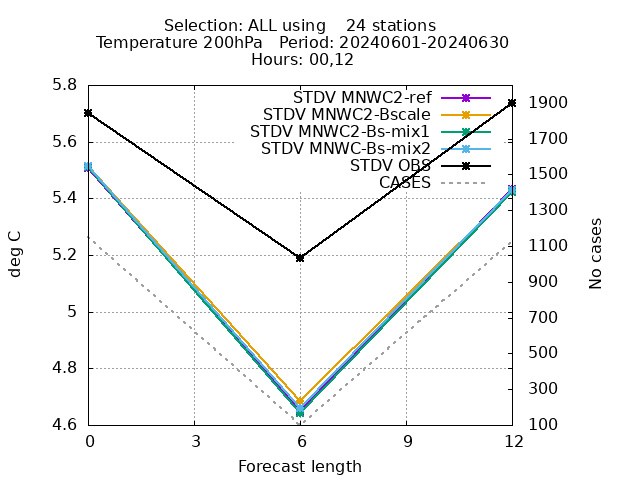 Selection: ALL using    24 stations
Temperature 200hPa   Period: 20240601-20240630
Hours: 00,12
STDV MNWC2-ref
STDV MNWC2-Bscale
STDV MNWC2-Bs-mix1
STDV MNWC-Bs-mix2
STDV OBS
CASES
deg C
5.8
5.6
5.4
5.2
5
4.8
4.6
1900
1700
1500
1300
1100
900
700
500
300
100
No cases
0 3 6 9 12
Forecast length